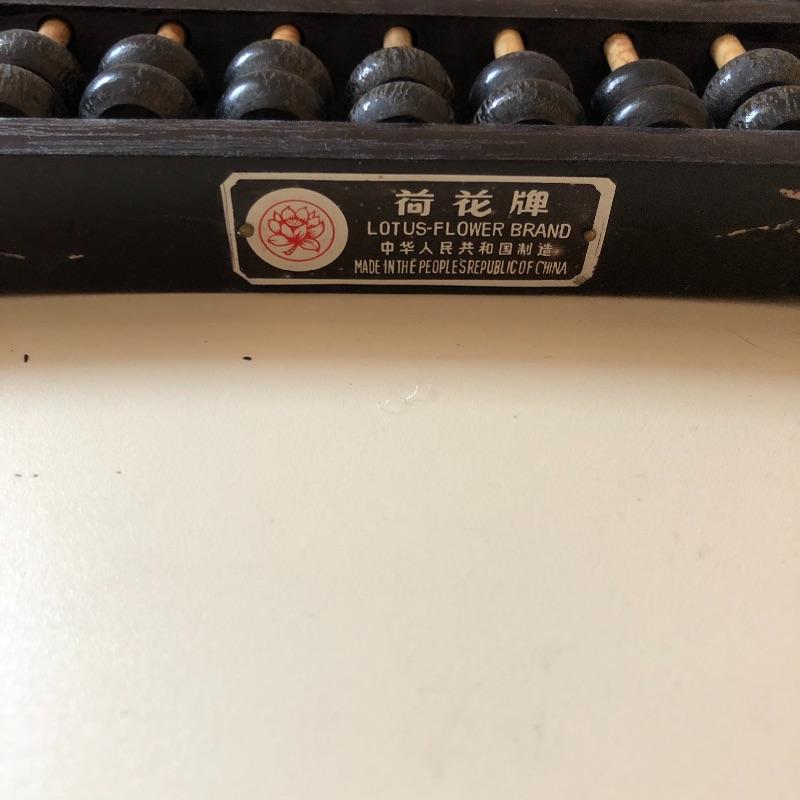 荷花牌
LOTUS-FLOWER BRAND
中华人民共和国制造
MADE IN THE PEOPLE'S REPUBLIC OF CHINA